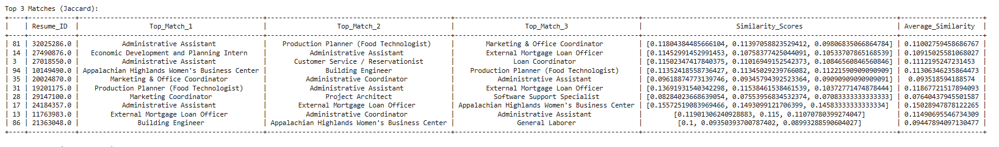 Top 3 Matches (Jaccard):
| | Resume_ID | Top_Match_1 | Top_Match_2 | Top_Match_3 | Similarity_Scores | Average_Similarity |
| 81 | 32025286.0 | Administrative Assistant | Production Planner (Food Technologist) | Marketing & Office Coordinator | [0.11804384485666104, 0.11397058823529412, 0.09806835066864784] | 0.11002759458686767 |
| 14 | 27490876.0 | Economic Development and Planning Intern | Administrative Assistant | External Mortgage Loan Officer | [0.11452991452991453, 0.10758377425044091, 0.10533707865168539] | 0.10915025581068027 |
| 3 | 27018550.0 | Administrative Assistant | Customer Service / Reservationist | Loan Coordinator | [0.11502347417840375, 0.11016949152542373, 0.10846560846560846] | 0.1112195247231453 |
| 94 | 10149490.0 | Appalachian Highlands Women's Business Center | Building Engineer | Production Planner (Food Technologist) | [0.11352418558736427, 0.11345029239766082, 0.11221590909090909] | 0.11306346235864473 |
| 35 | 20024870.0 | Marketing & Office Coordinator | Administrative Coordinator | Administrative Assistant | [0.09618874773139746, 0.09345794392523364, 0.09090909090909091] | 0.093518594188574 |
| 31 | 19201175.0 | Production Planner (Food Technologist) | Administrative Assistant | External Mortgage Loan Officer | [0.13691931540342298, 0.11538461538461539, 0.10372771474878444] | 0.11867721517894093 |
| 28 | 29147100.0 | Marketing Coordinator | Project Architect | Software Support Specialist | [0.08284023668639054, 0.07553956834532374, 0.07083333333333333] | 0.07640437945501587 |
| 17 | 24184357.0 | Administrative Assistant | External Mortgage Loan Officer | Appalachian Highlands Women's Business Center | [0.15572519083969466, 0.1493099121706399, 0.14583333333333334] | 0.15028947878122265 |
| 13 | 11763983.0 | External Mortgage Loan Officer | Administrative Coordinator | Administrative Assistant | [0.11901306240928883, 0.115, 0.11070780399274047] | 0.11490695546734309 |
| 86 | 21363048.0 | Building Engineer | Appalachian Highlands Women's Business Center | General Laborer | [0.1, 0.09350393700787402, 0.08993288590604027] | 0.09447894097130477 |